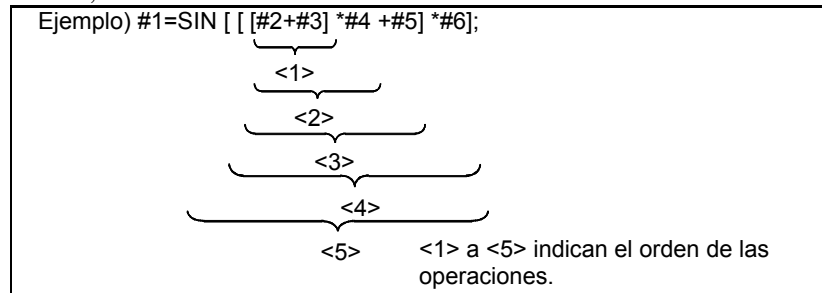 Ejemplo) #1=SIN [ [ [#2+#3] *#4 +#5] *#6];
<1>
<2>
<3>
<4>
<5> <1> a <5> indican el orden de las
operaciones.